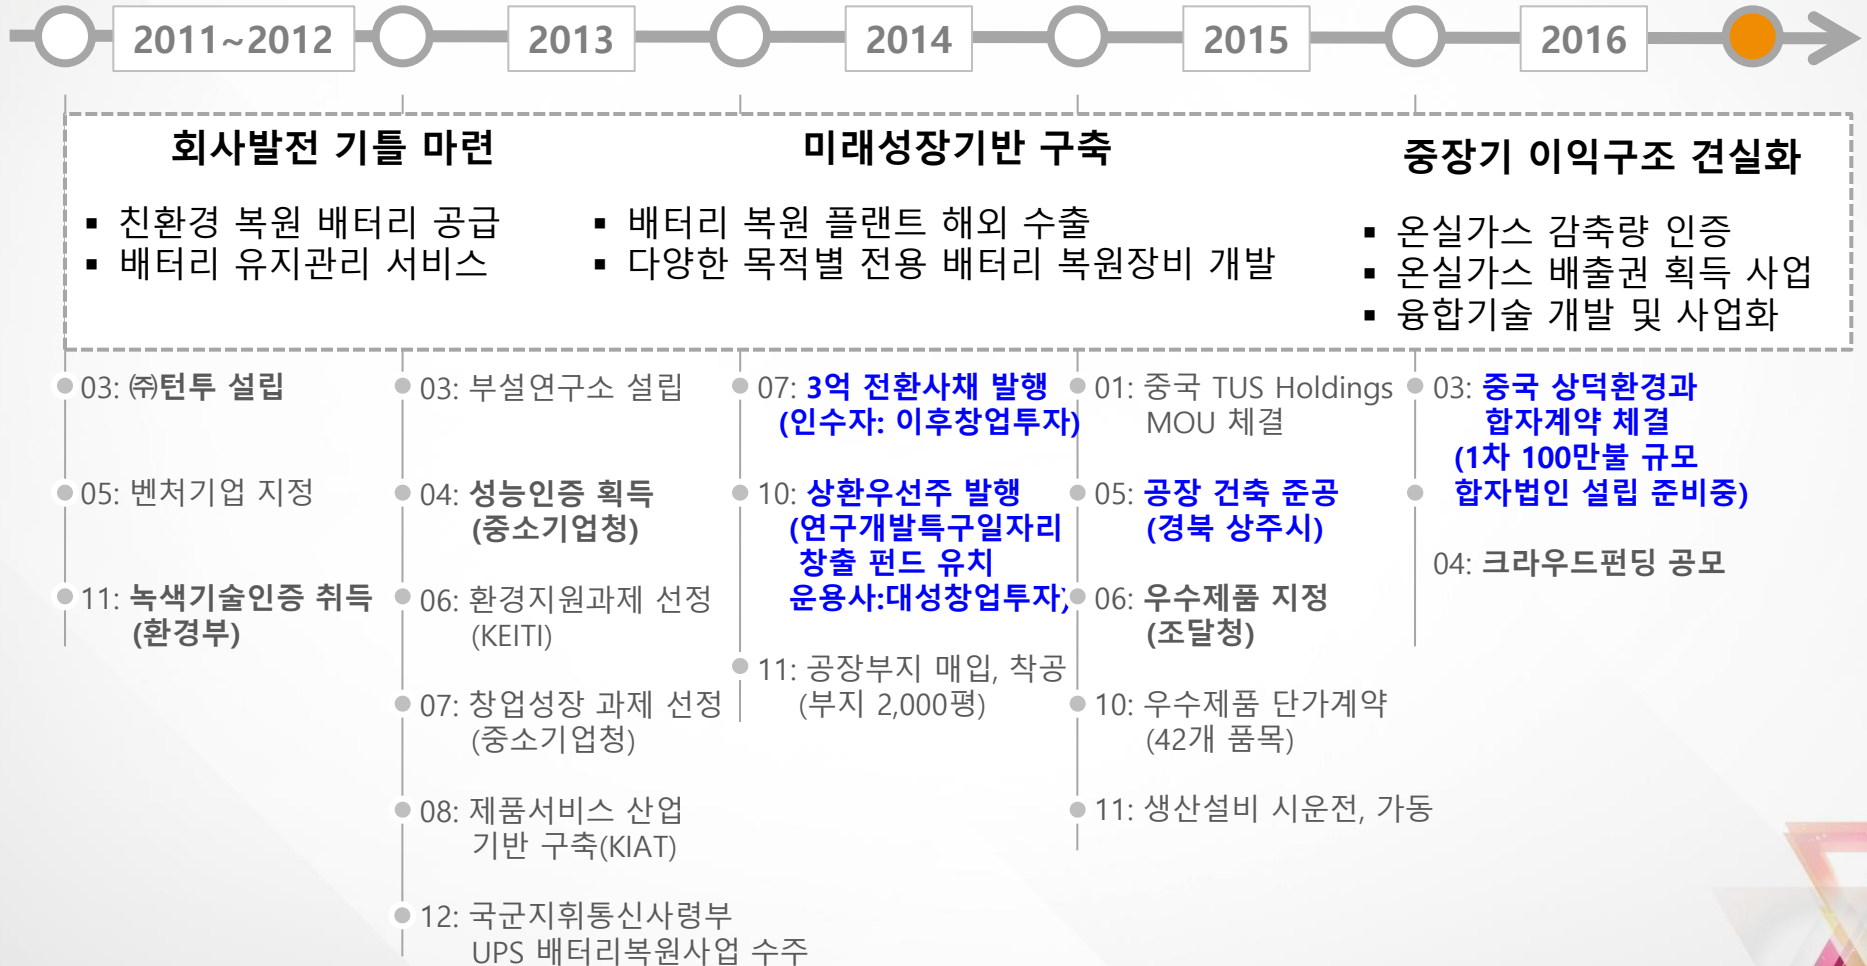 2011~2012
2013
2014
2015
2016
회사발전 기틀 마련
▪ 친환경 복원 배터리 공급
▪ 배터리 유지관리 서비스
미래성장기반 구축
▪ 배터리 복원 플랜트 해외 수출
▪ 다양한 목적별 전용 배터리 복원장비 개발
중장기 이익구조 견실화
▪ 온실가스 감축량 인증
▪ 온실가스 배출권 획득 사업
▪ 융합기술 개발 및 사업화
03: ㈜턴투 설립
05: 벤처기업 지정
11: 녹색기술인증 취득
(환경부)
03: 부설연구소 설립
04: 성능인증 획득
(중소기업청)
06: 환경지원과제 선정
(KEITI)
07: 창업성장 과제 선정
(중소기업청)
08: 제품서비스 산업
기반 구축(KIAT)
12: 국군지휘통신사령부
UPS 배터리복원사업 수주
07: 3억 전환사채 발행
(인수자: 이후창업투자)
10: 상환우선주 발행
(연구개발특구일자리
창출 펀드 유치
운용사:대성창업투자)
11: 공장부지 매입, 착공
(부지 2,000평)
01: 중국 TUS Holdings
MOU 체결
05: 공장 건축 준공
(경북 상주시)
06: 우수제품 지정
(조달청)
10: 우수제품 단가계약
(42개 품목)
11: 생산설비 시운전, 가동
03: 중국 상덕환경과
합자계약 체결
(1차 100만불 규모
합자법인 설립 준비중)
04: 크라우드펀딩 공모